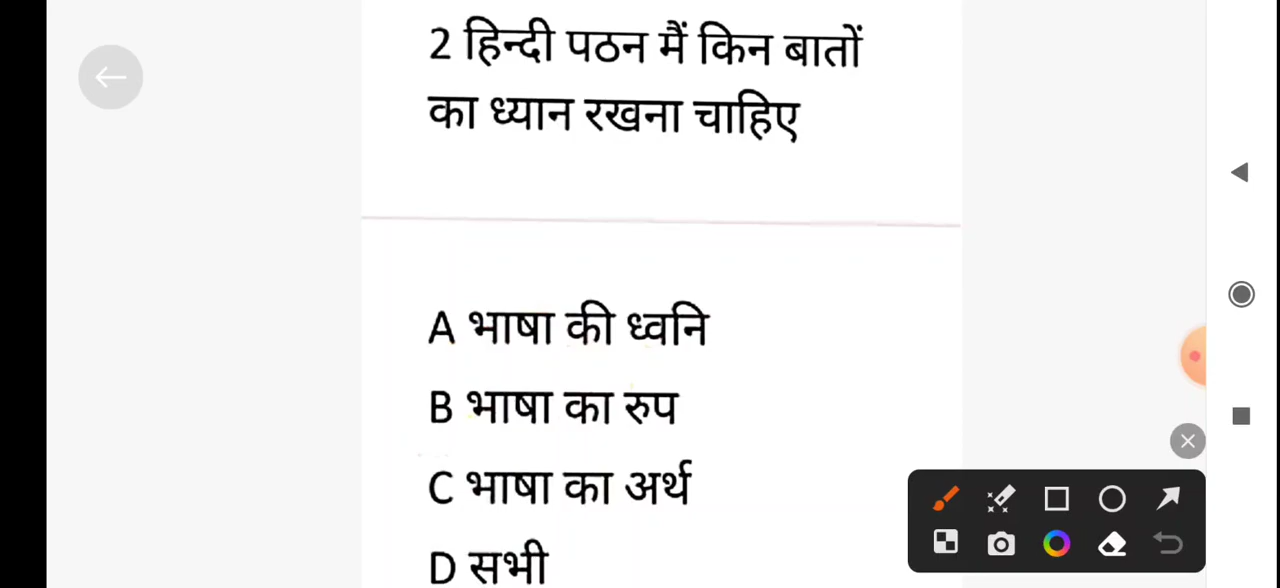 2 हिन्दी पठन मैं किन बातों
का ध्यान रखना चाहिए
A भाषा की ध्वनि
B भाषा का रुप
C भाषा का अर्थ
D सभी